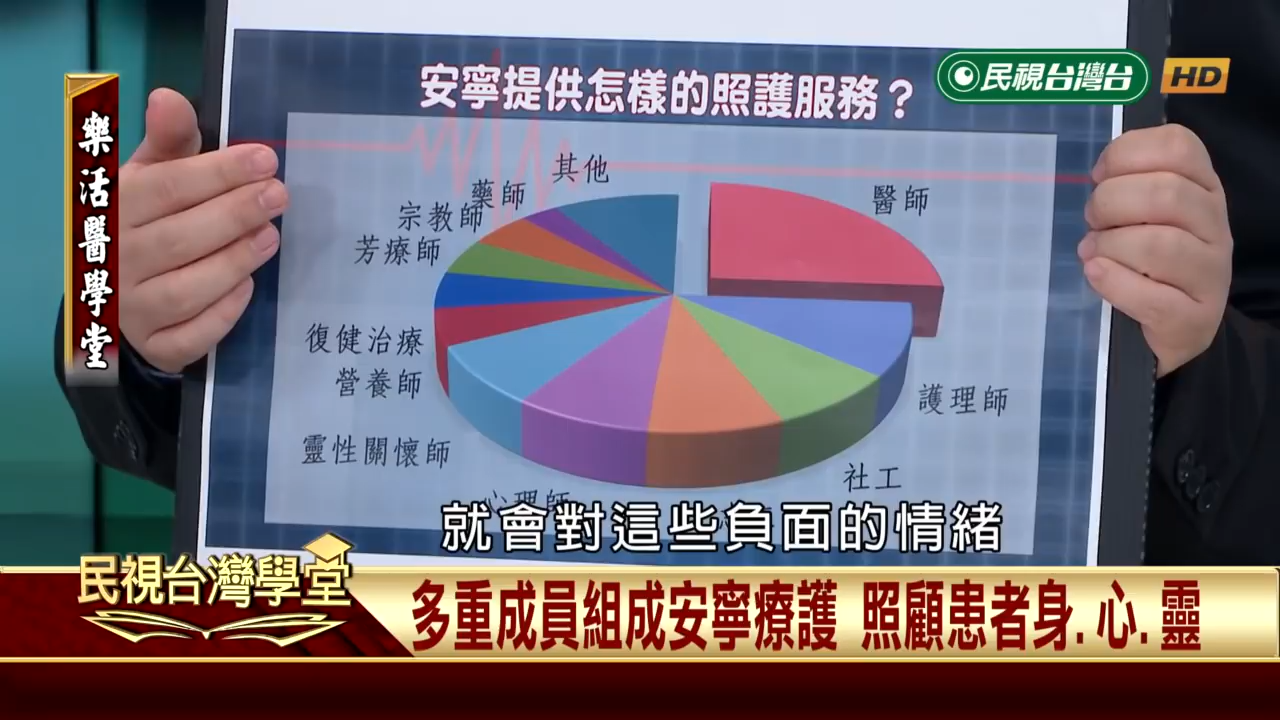 安寧提供怎樣的照護服務？
民視台灣台
HD
樂活醫學堂
其他
藥師
宗教師
芳療師
復健治療
營養師
靈性關懷師
心理師
醫師
護理師
社工
就會對這些負面的情緒
民視台灣學堂
多重成員組成安寧療護 照顧患者身.心.靈